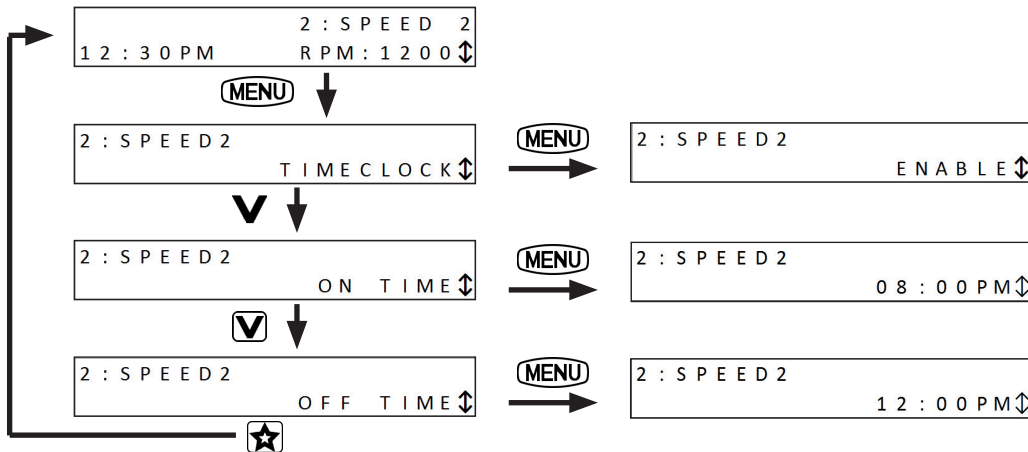 2:SPEED 2
12:30PM RPM:1200↕
MENU
2:SPEED2
TIMECLOCK↕
MENU
2:SPEED2
ENABLE↕
V
2:SPEED2
ON TIME↕
MENU
2:SPEED2
08:00PM↕
V
2:SPEED2
OFF TIME↕
MENU
2:SPEED2
12:00PM↕